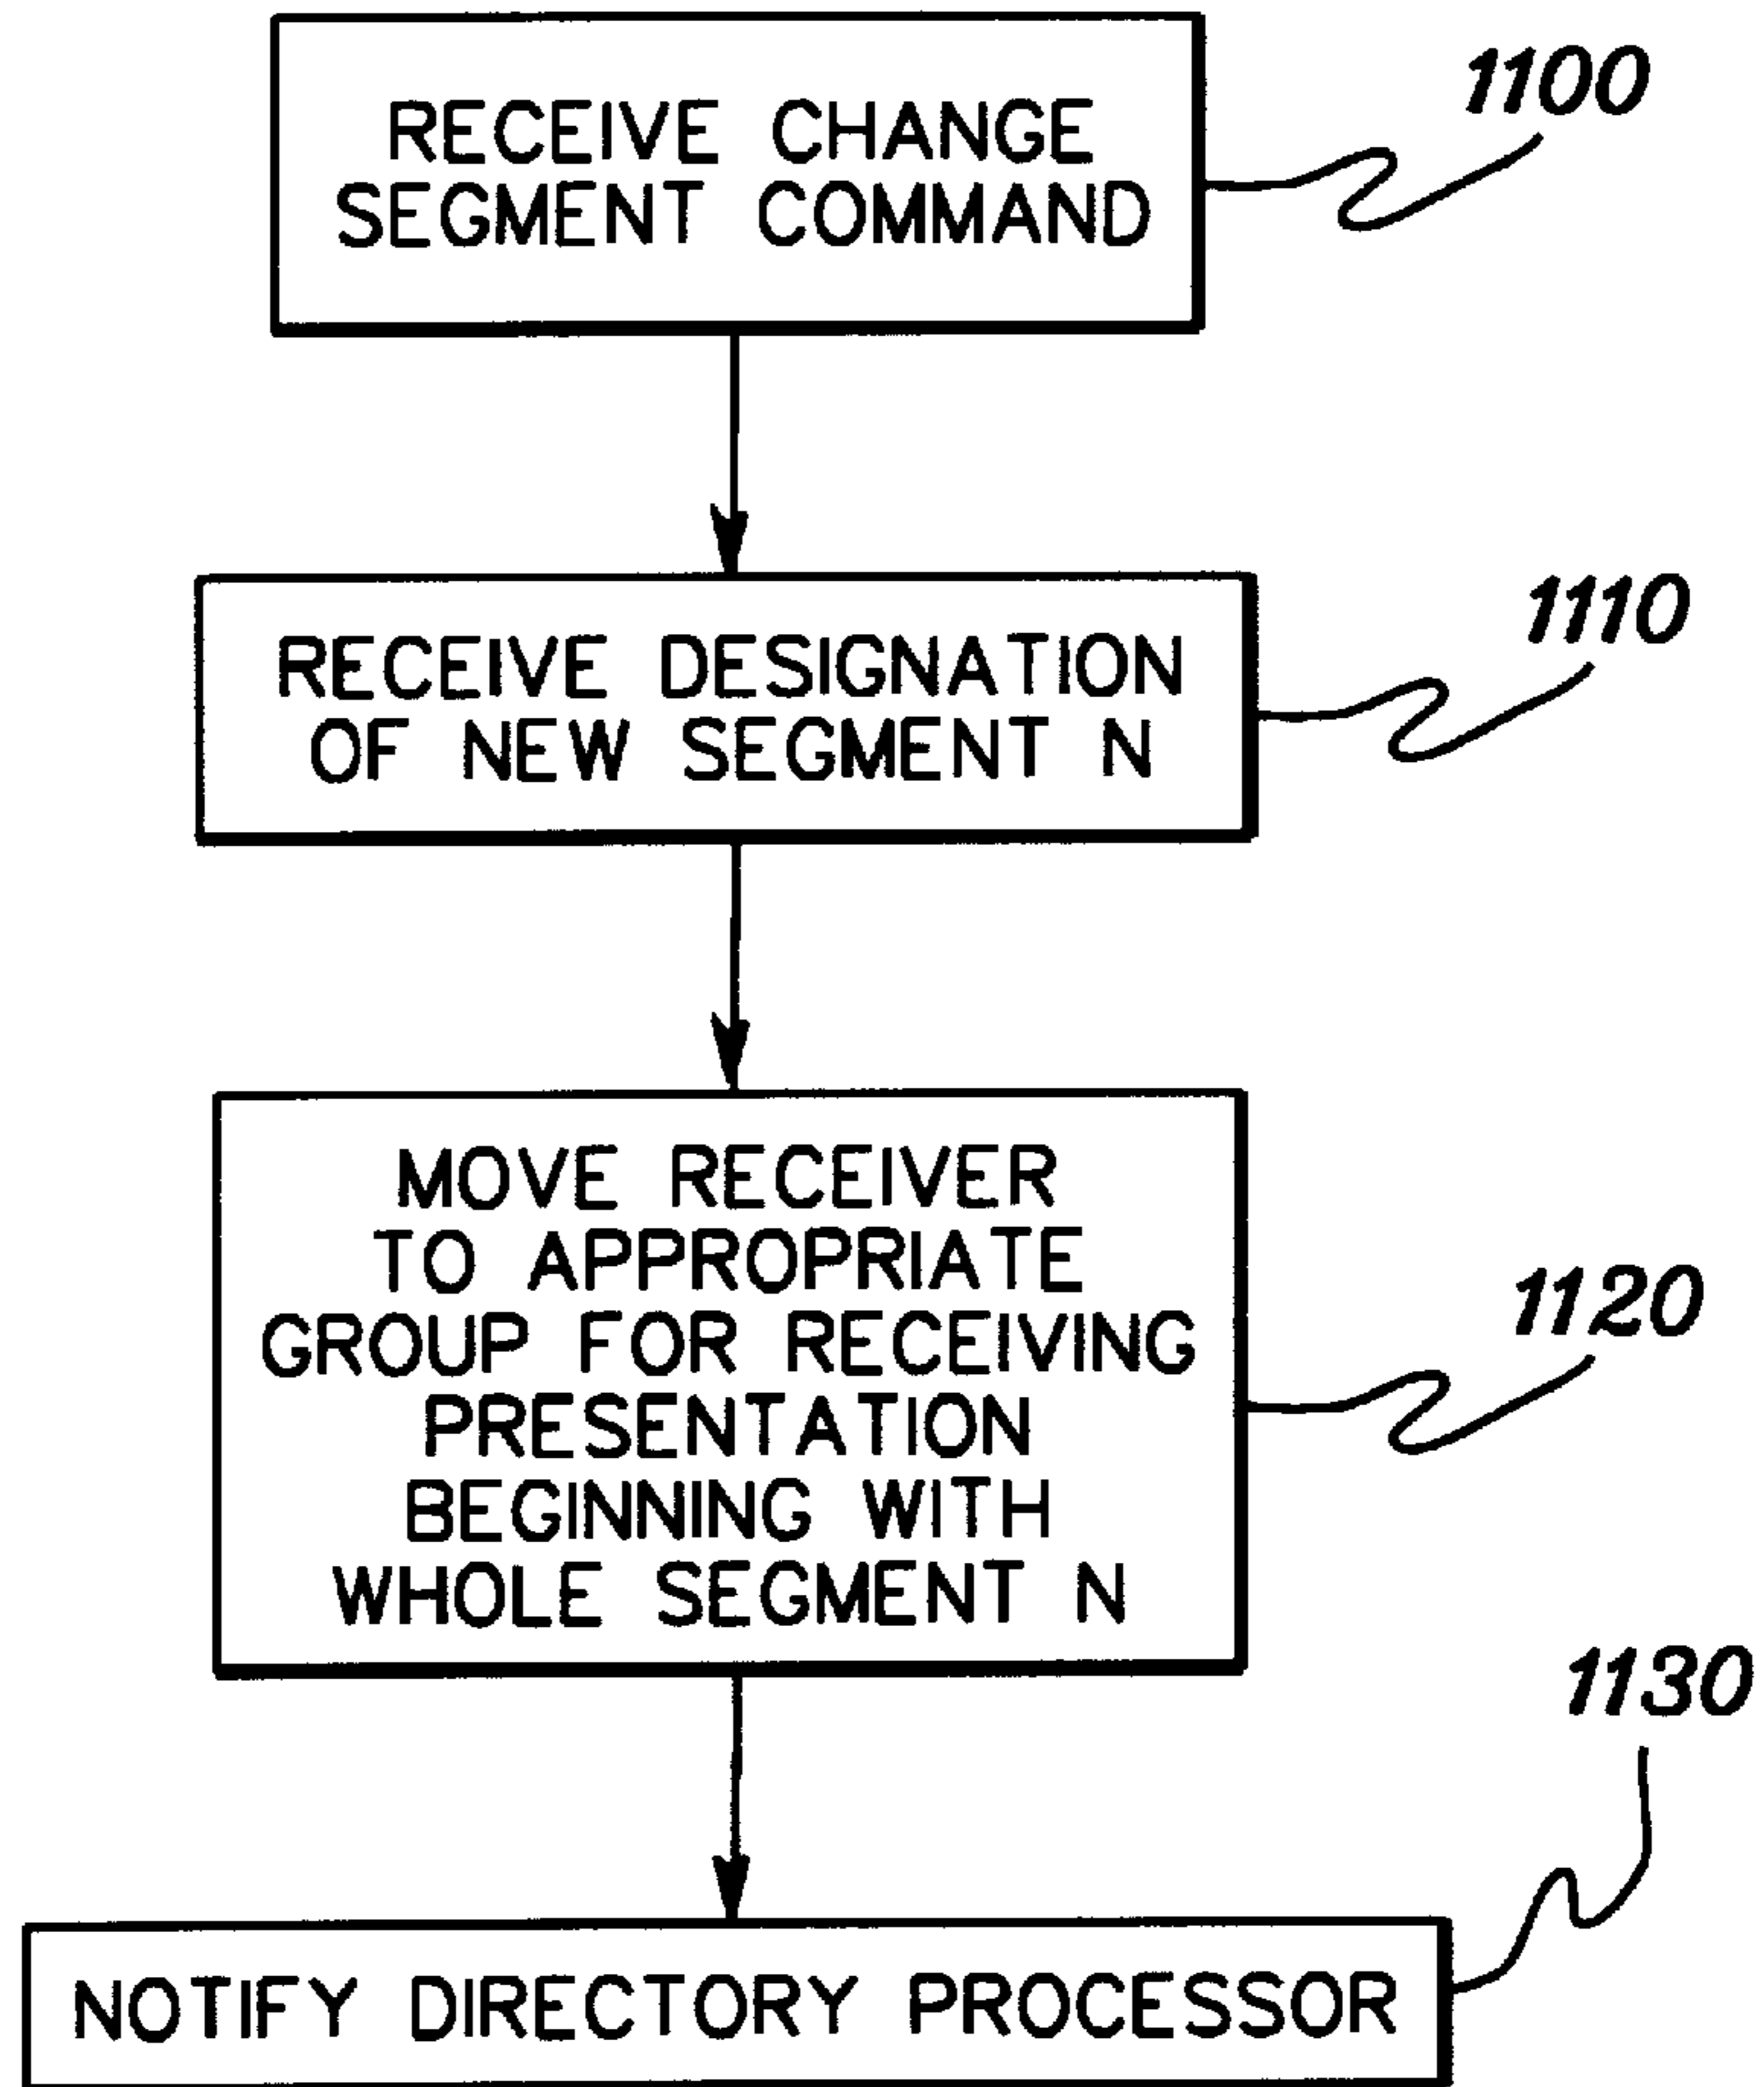 RECEIVE CHANGE
SEGMENT COMMAND
1100
RECEIVE DESIGNATION
OF NEW SEGMENT N
1110
MOVE RECEIVER
TO APPROPRIATE
GROUP FOR RECEIVING
PRESENTATION
BEGINNING WITH
WHOLE SEGMENT N
1120
NOTIFY DIRECTORY PROCESSOR
1130